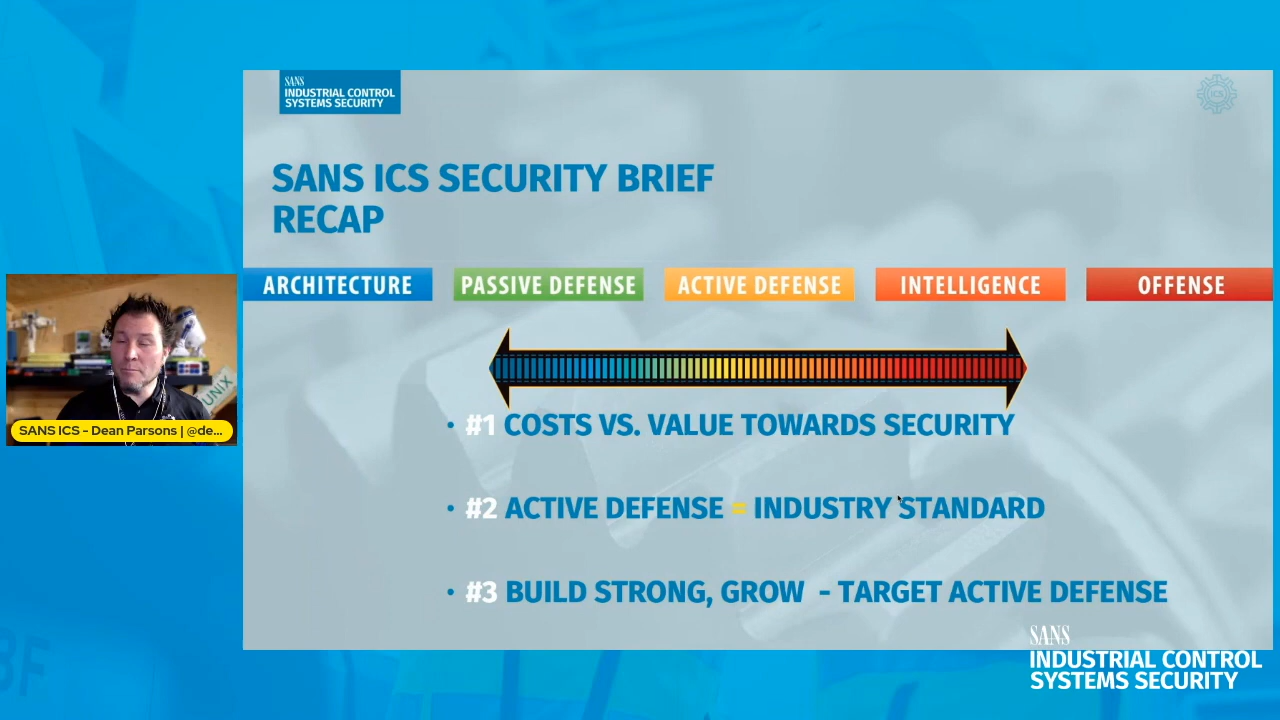 SANS
INDUSTRIAL CONTROL
SYSTEMS SECURITY
ICS
SANS ICS SECURITY BRIEF
RECAP
ARCHITECTURE
PASSIVE DEFENSE
ACTIVE DEFENSE
INTELLIGENCE
OFFENSE
UNIX
SANS ICS - Dean Parsons | @de...
• #1 COSTS VS. VALUE TOWARDS SECURITY
• #2 ACTIVE DEFENSE = INDUSTRY STANDARD
• #3 BUILD STRONG, GROW - TARGET ACTIVE DEFENSE
SANS
INDUSTRIAL CONTROL
SYSTEMS SECURITY